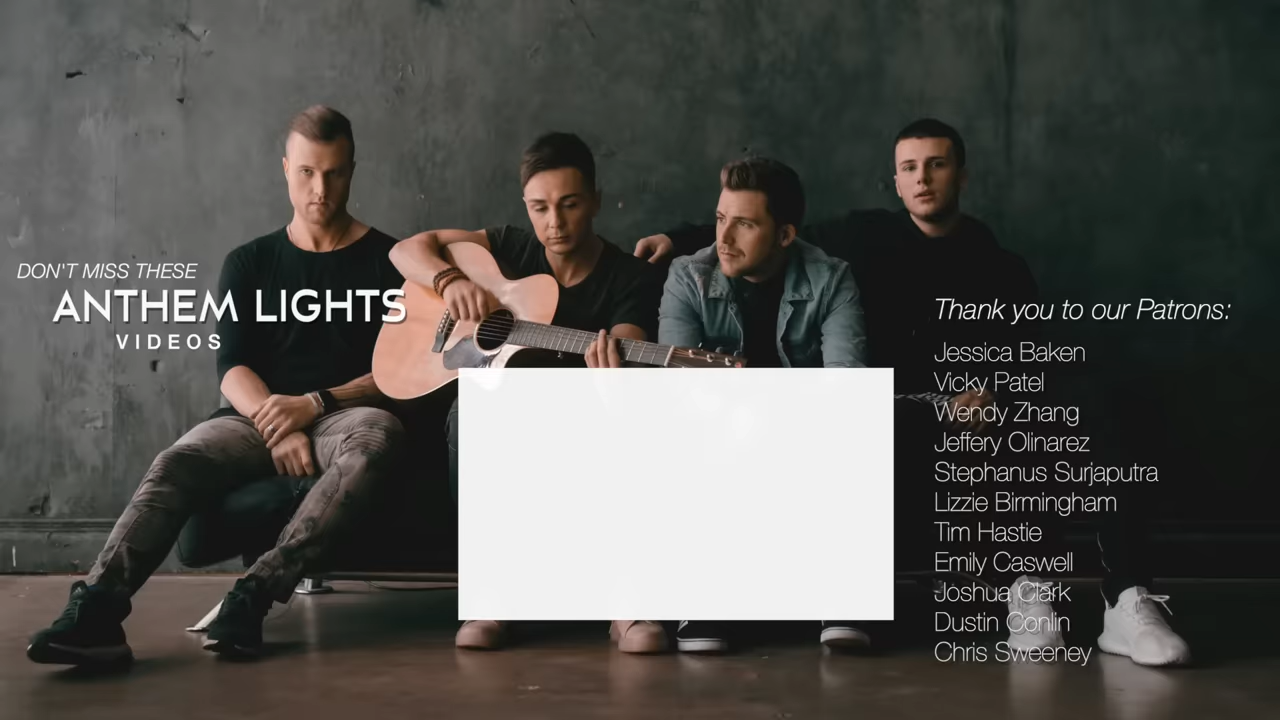 DON'T MISS THESE
ANTHEM LIGHTS
VIDEOS
Thank you to our Patrons:
Jessica Baken
Vicky Patel
Wendy Zhang
Jeffery Olinarez
Stephanus Surjaputra
Lizzie Birmingham
Tim Hastie
Emily Caswell
Joshua Clark
Dustin Conlin
Chris Sweeney